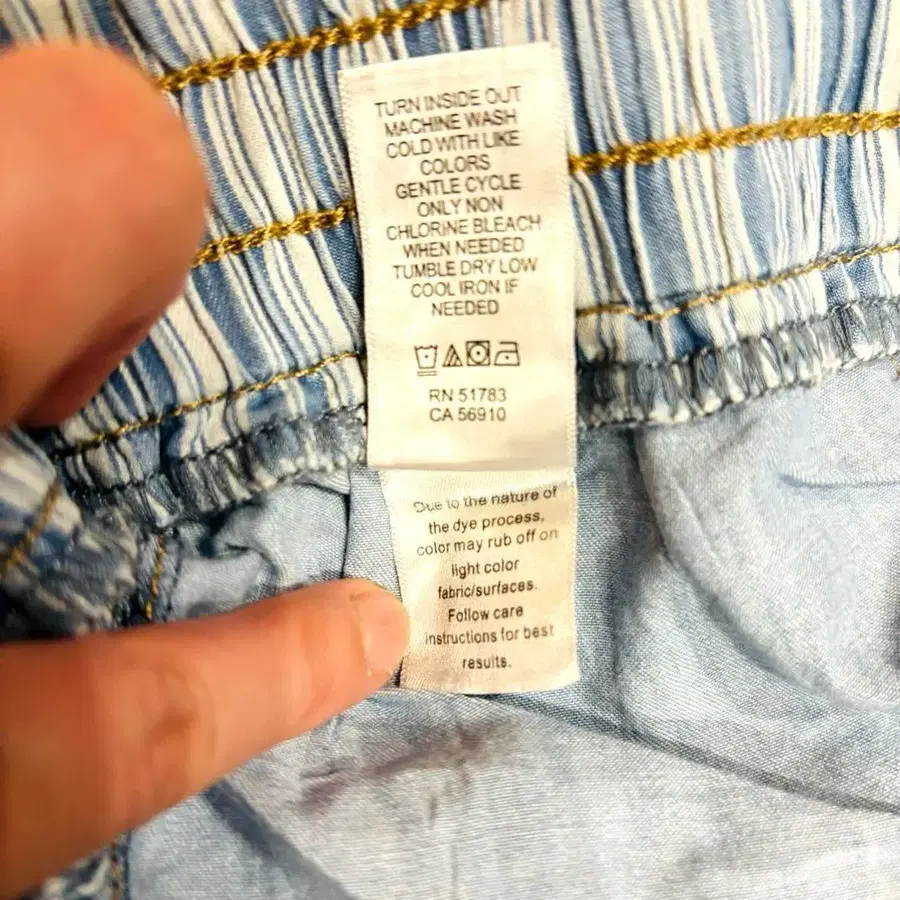 TURN INSIDE OUT
MACHINE WASH
COLD WITH LIKE
COLORS
GENTLE CYCLE
ONLY NON
CHLORINE BLEACH
WHEN NEEDED
TUMBLE DRY LOW
COOL IRON IF
NEEDED
RN 51783
CA 56910
Due to the nature of
the dye process,
color may rub off on
light color
fabric/surfaces.
Follow care
instructions for best
results.